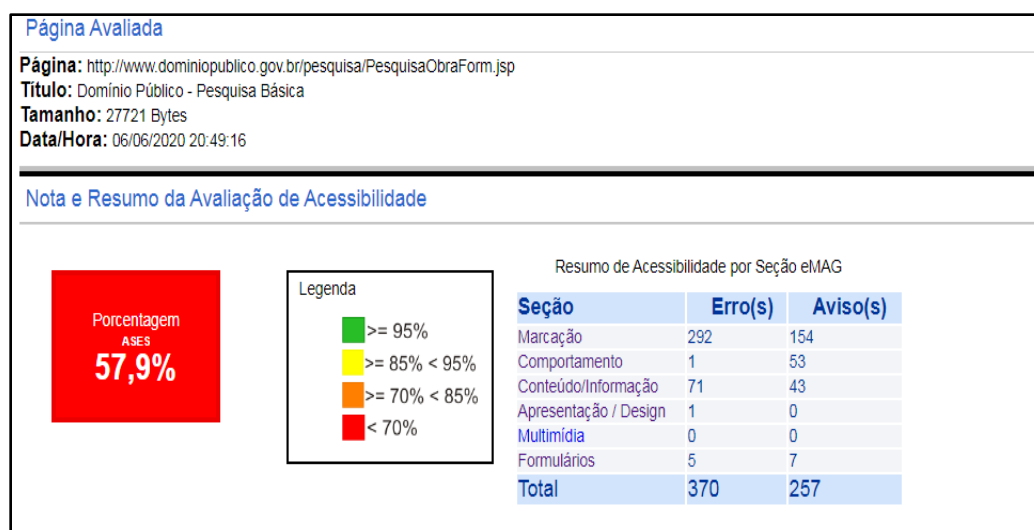 Página Avaliada
Página: http://www.dominiopublico.gov.br/pesquisa/PesquisaObraForm.jsp
Título: Domínio Público - Pesquisa Básica
Tamanho: 27721 Bytes
Data/Hora: 06/06/2020 20:49:16
Nota e Resumo da Avaliação de Acessibilidade
Porcentagem
ASES
57,9%
Legenda
>= 95%
>= 85% < 95%
>= 70% < 85%
< 70%
Resumo de Acessibilidade por Seção eMAG
Seção Erro(s) Aviso(s)
Marcação 292 154
Comportamento 1 53
Conteúdo/Informação 71 43
Apresentação / Design 1 0
Multimídia 0 0
Formulários 5 7
Total 370 257